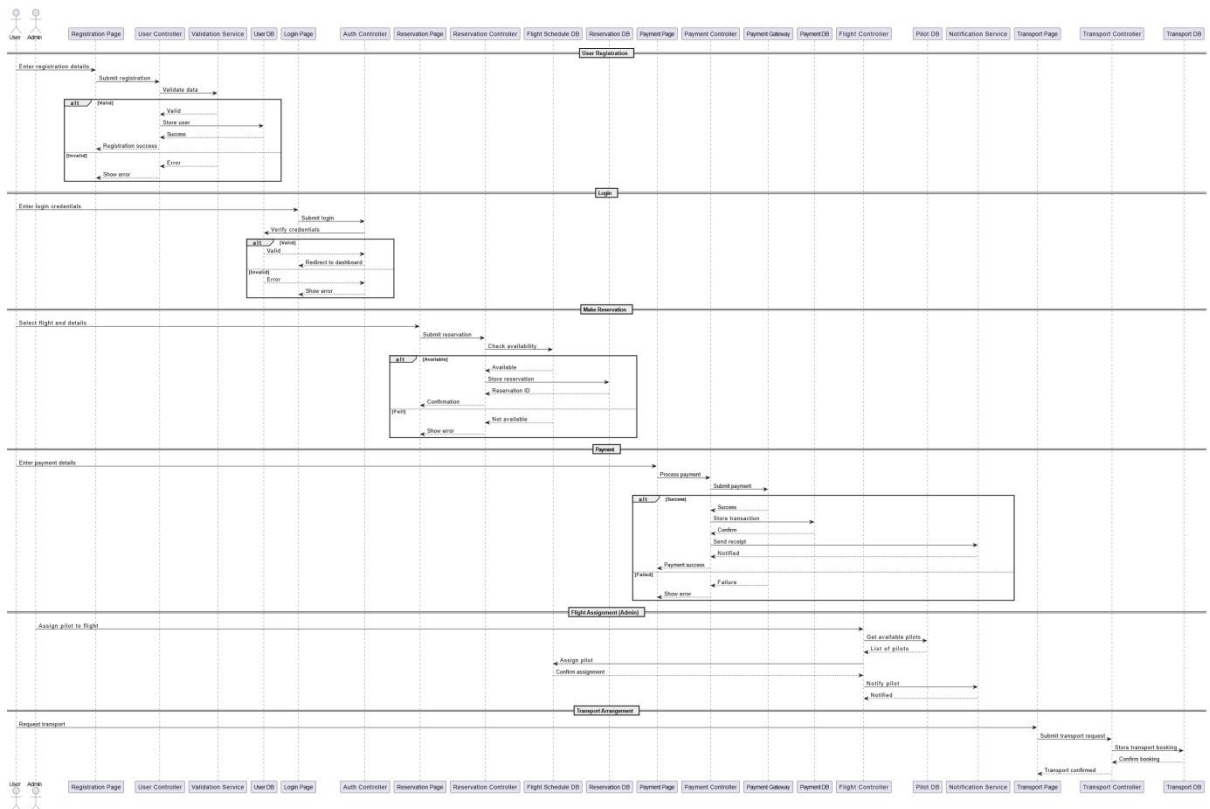 User Admin Registration Page User Controller Validation Service User DB Login Page Auth Controller Reservation Page Reservation Controller Flight Schedule DB Reservation DB Payment Page Payment Controller Payment Gateway Payment DB Flight Controller Pilot DB Notification Service Transport Page Transport Controller Transport DB
User Registration
Enter registration details
Submit registration
Validate data
alt [Valid]
Valid
Store user
Success
Registration success
[Invalid]
Error
Show error
Login
Enter login credentials
Submit login
Verify credentials
alt [Valid]
Valid
Redirect to dashboard
[Invalid]
Error
Show error
Make Reservation
Select flight and details
Submit reservation
Check availability
alt [Available]
Available
Store reservation
Reservation ID
Confirmation
[Full]
Not available
Show error
Payment
Enter payment details
Process payment
Submit payment
alt [Success]
Success
Store transaction
Confirm
Send receipt
Notified
Payment success
[Failed]
Failure
Show error
Flight Assignment (Admin)
Assign pilot to flight
Get available pilots
List of pilots
Assign pilot
Confirm assignment
Notify pilot
Notified
Transport Arrangement
Request transport
Submit transport request
Store transport booking
Confirm booking
Transport confirmed
User Admin Registration Page User Controller Validation Service User DB Login Page Auth Controller Reservation Page Reservation Controller Flight Schedule DB Reservation DB Payment Page Payment Controller Payment Gateway Payment DB Flight Controller Pilot DB Notification Service Transport Page Transport Controller Transport DB